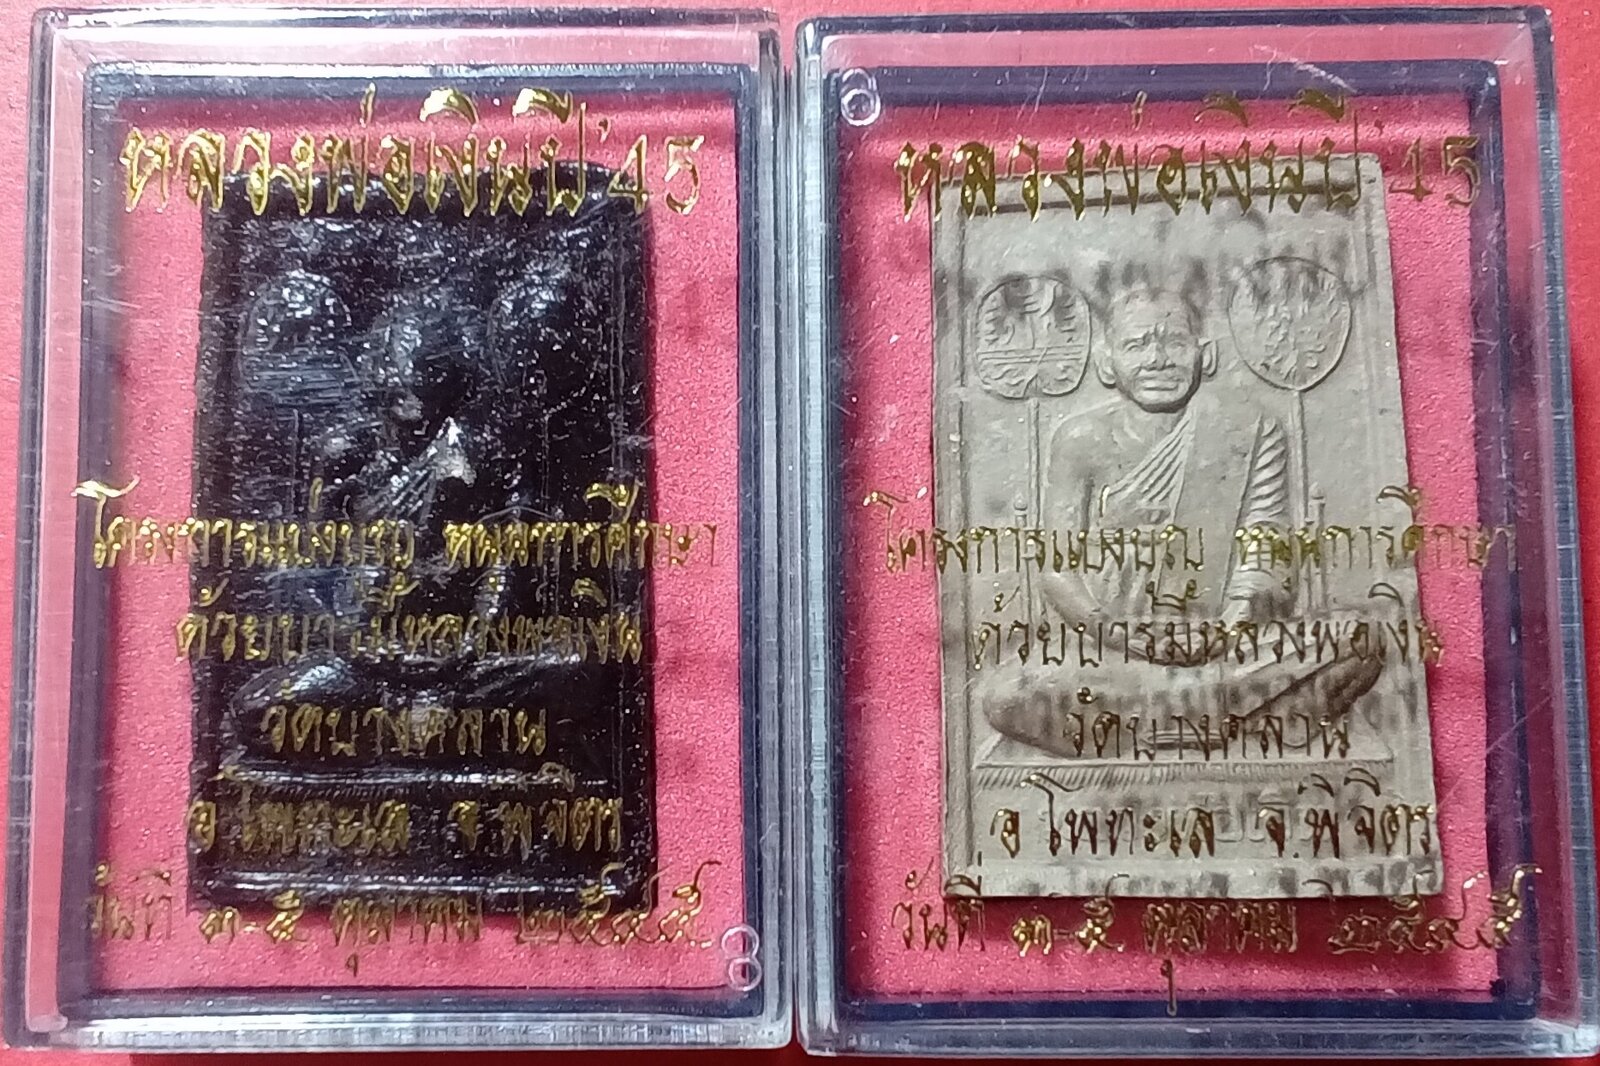 หลวงพ่อเงินปี'45
โครงการแบ่งบุญ หนุนการศึกษา
ด้วยบารมีหลวงพ่อเงิน
วัดบางคลาน
อ.โพทะเล จ.พิจิตร
วันที่ ๓-๕ ตุลาคม ๒๕๔๕
หลวงพ่อเงินปี'45
โครงการแบ่งบุญ หนุนการศึกษา
ด้วยบารมีหลวงพ่อเงิน
วัดบางคลาน
อ.โพทะเล จ.พิจิตร
วันที่ ๓-๕ ตุลาคม ๒๕๔๕